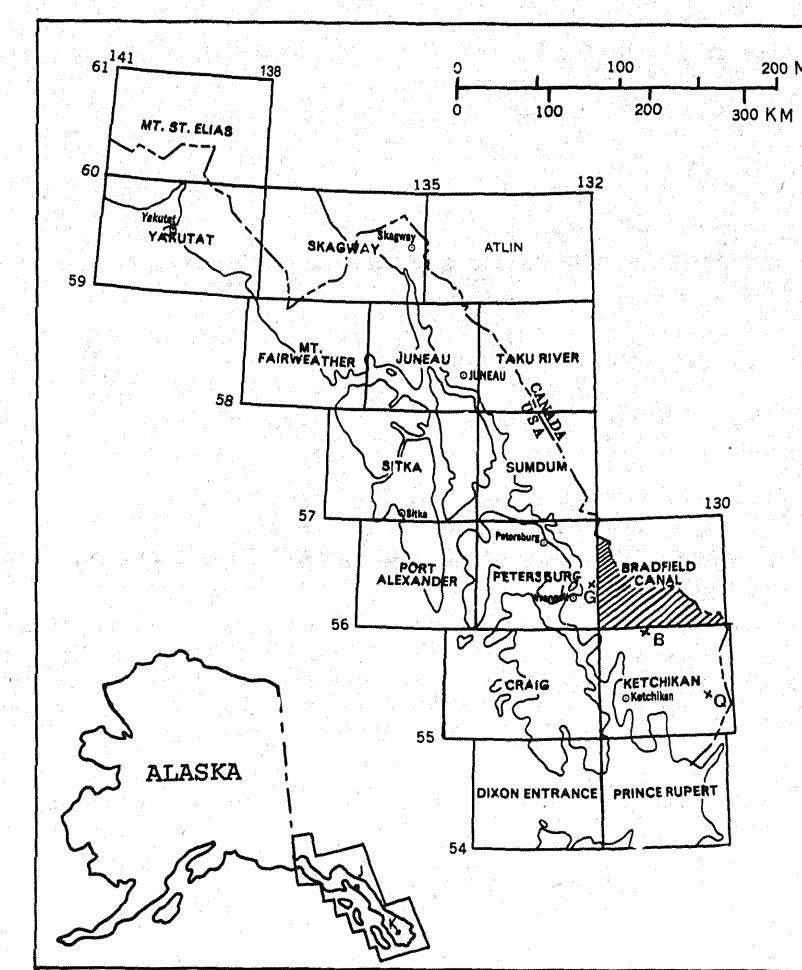 141
61
138
0 100 200
0 100 200 300 KM
MT. ST. ELIAS
60
135
132
Yakutat
YAKUTAT
SKAGWAY
Skagway
ATLIN
59
MT.
FAIRWEATHER
JUNEAU
JUNEAU
TAKU RIVER
58
CANADA
USA
SITKA
SUMDUM
Sitka
57
130
Petersburg
PORT
ALEXANDER
PETERSBURG
BRADFIELD
CANAL
G
56
B
CRAIG
KETCHIKAN
Ketchikan
Q
55
ALASKA
DIXON ENTRANCE
PRINCE RUPERT
54